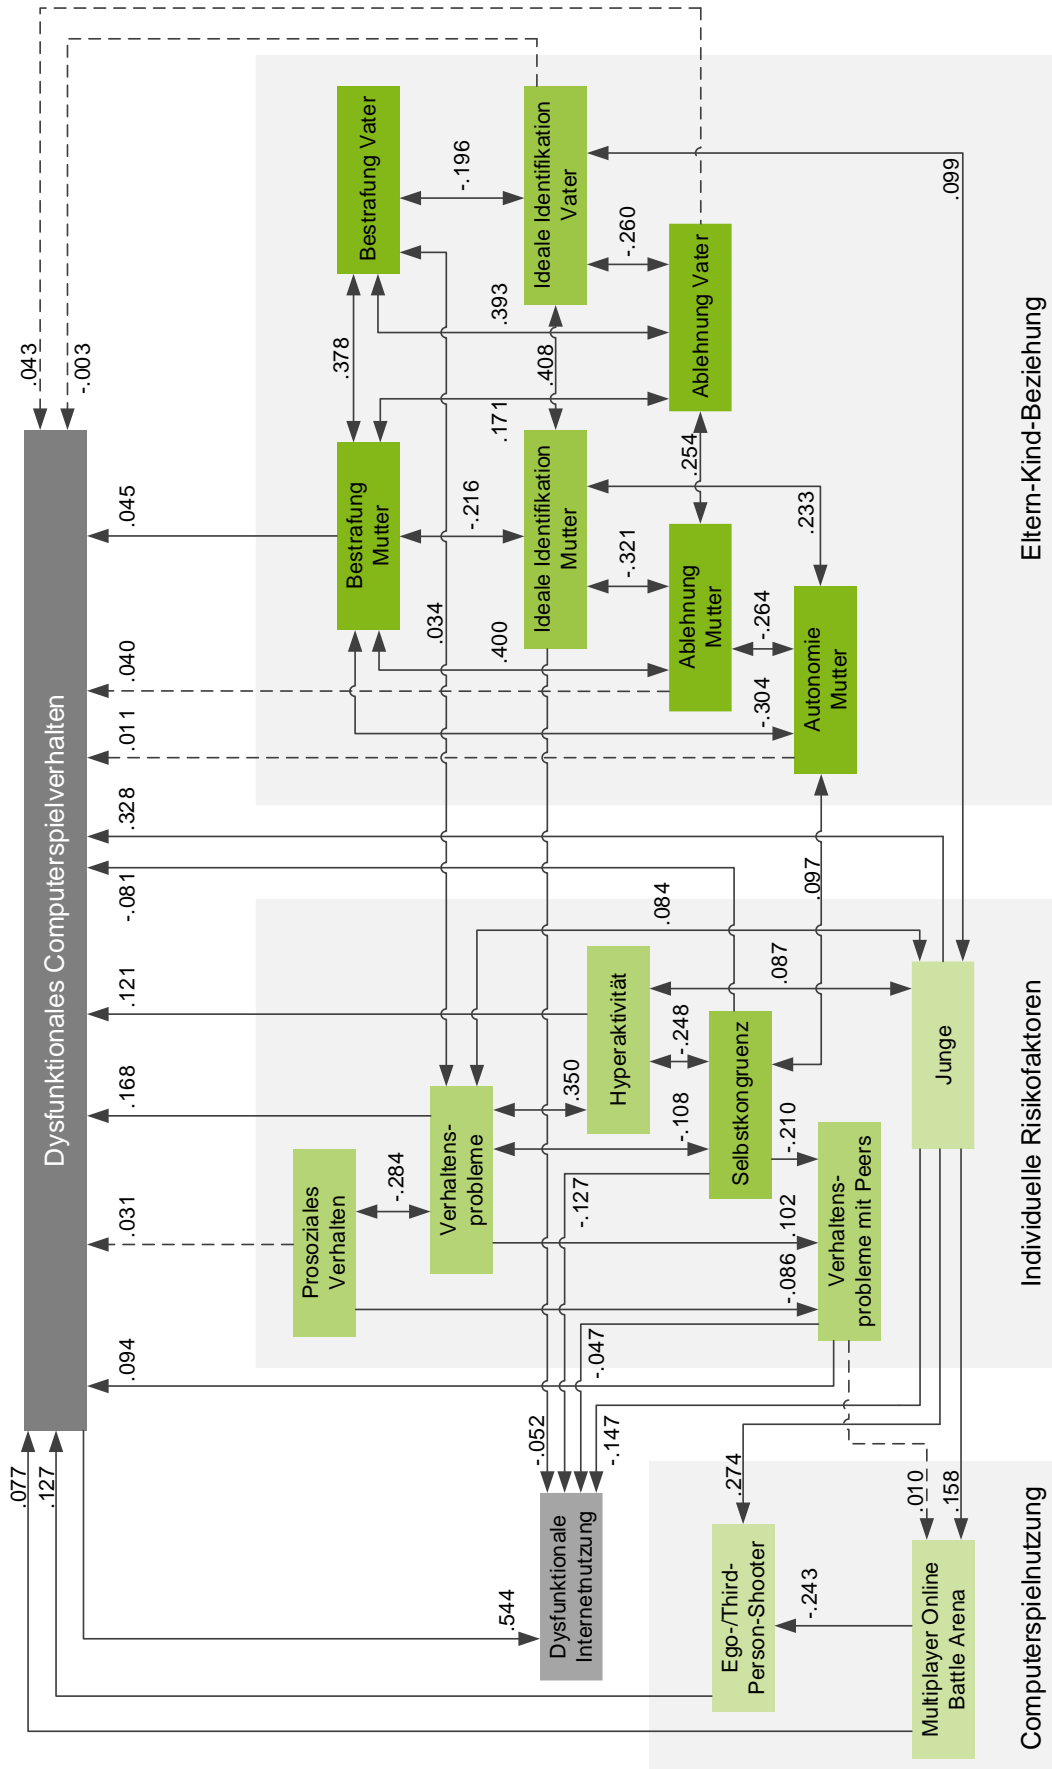 Dysfunktionales Computerspielverhalten
.077
.127
.094
.031
.168
.121
-.081
.328
.011
.040
.045
-.003
.043
.544
Dysfunktionale
Internetnutzung
-.052
-.147
-.047
-.127
Computerspielnutzung
Ego-/Third-
Person-Shooter
.274
-.243
Multiplayer Online
Battle Arena
.010
.158
Individuelle Risikofaktoren
Prosoziales
Verhalten
-.284
Verhaltens-
probleme
.350
Hyperaktivität
-.108
-.248
Selbstkongruenz
-.210
.102
-.086
Verhaltens-
probleme mit Peers
.084
.087
Junge
.097
.099
Eltern-Kind-Beziehung
Bestrafung
Mutter
.378
Bestrafung Vater
.034
-.216
-.196
.400
.171
.393
Ideale Identifikation
Mutter
.408
Ideale Identifikation
Vater
-.321
-.260
Ablehnung
Mutter
.254
Ablehnung Vater
-.304
-.264
.233
Autonomie
Mutter